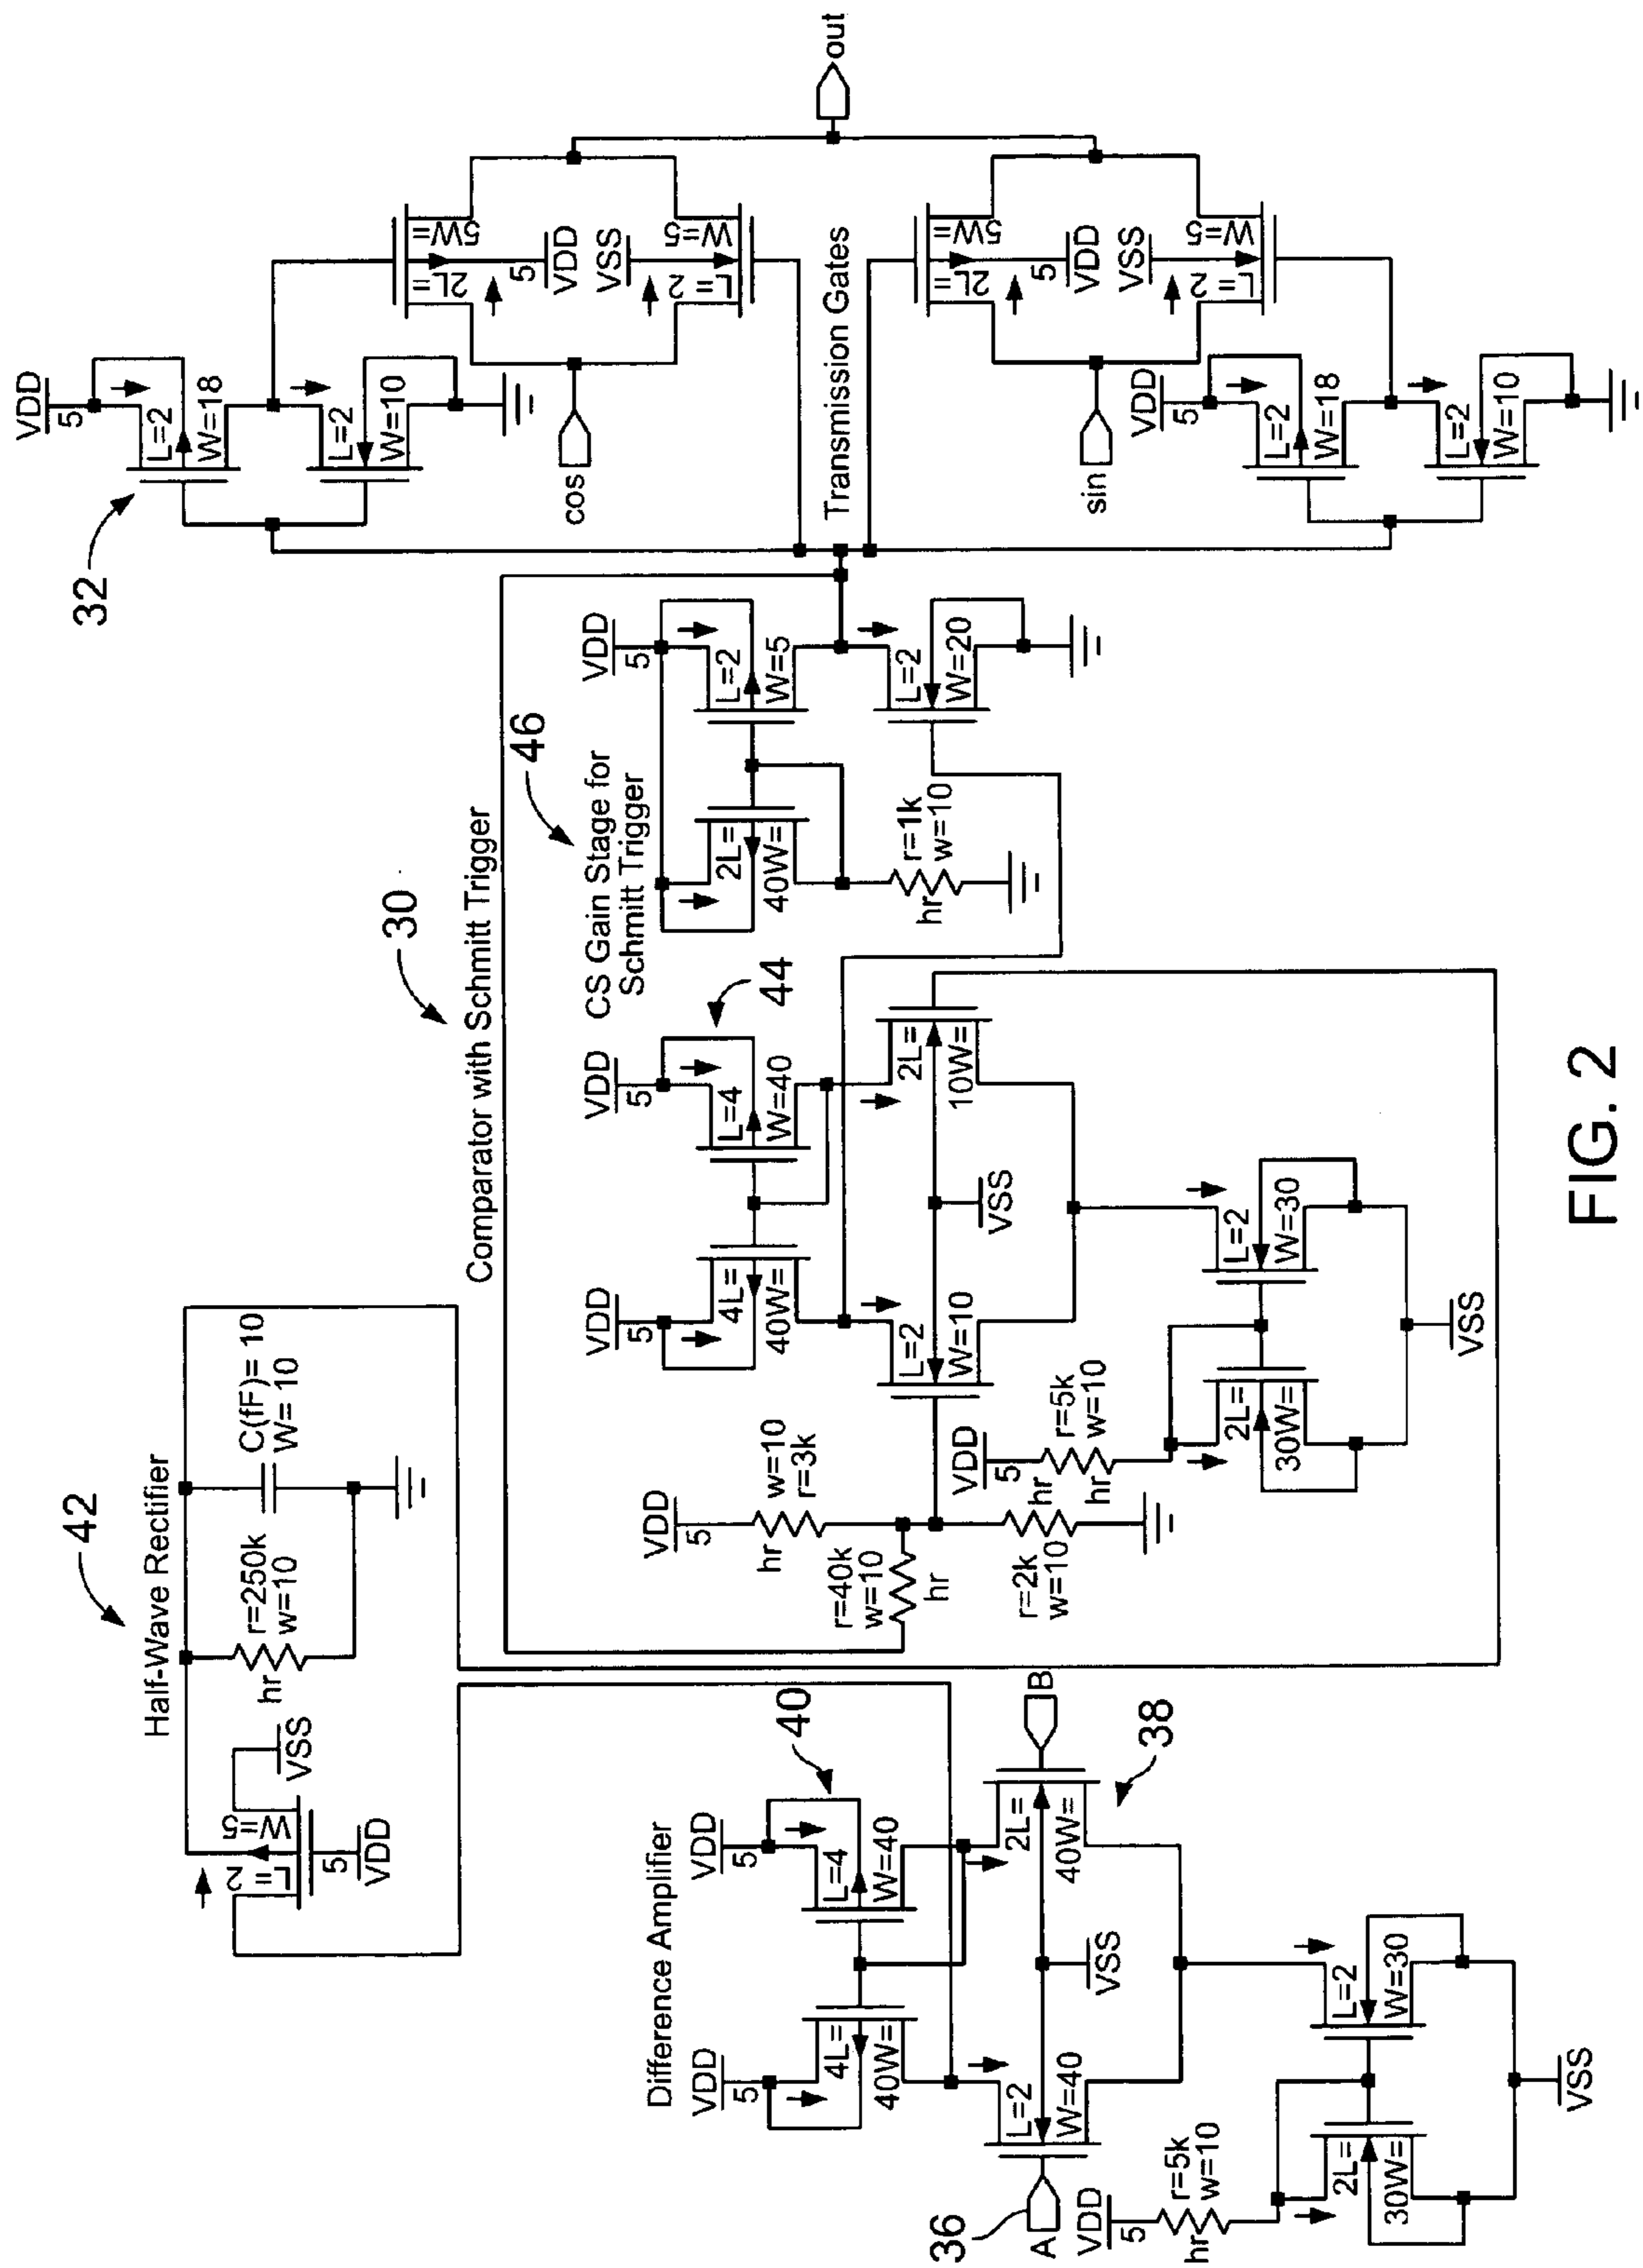 32
VDD
5
L=2
W=18
L=2
W=10
cos
2L=
5W=
5
VDD
VSS
L=2
W=5
out
Transmission Gates
2L=
5W=
5
VDD
VSS
L=2
W=5
sin
VDD
5
L=2
W=18
L=2
W=10
30
Comparator with Schmitt Trigger
46
CS Gain Stage for
Schmitt Trigger
VDD
5
L=2
W=5
2L=
40W=
hr
r=1k
w=10
L=2
W=20
44
VDD
5
4L=
40W=
VDD
5
L=4
W=40
L=2
W=10
2L=
10W=
VSS
VDD
5
hr
w=10
r=3k
r=40k
w=10
hr
r=2k
w=10
hr
VDD
5
hr
r=5k
w=10
2L=
30W=
L=2
W=30
VSS
42
Half-Wave Rectifier
hr
r=250k
w=10
C(fF)= 10
W= 10
VSS
L=2
W=5
5
VDD
Difference Amplifier
40
VDD
5
4L=
40W=
VDD
5
L=4
W=40
36
A
L=2
W=40
2L=
40W=
B
38
VSS
VDD
5
hr
r=5k
w=10
2L=
30W=
L=2
W=30
VSS
FIG. 2